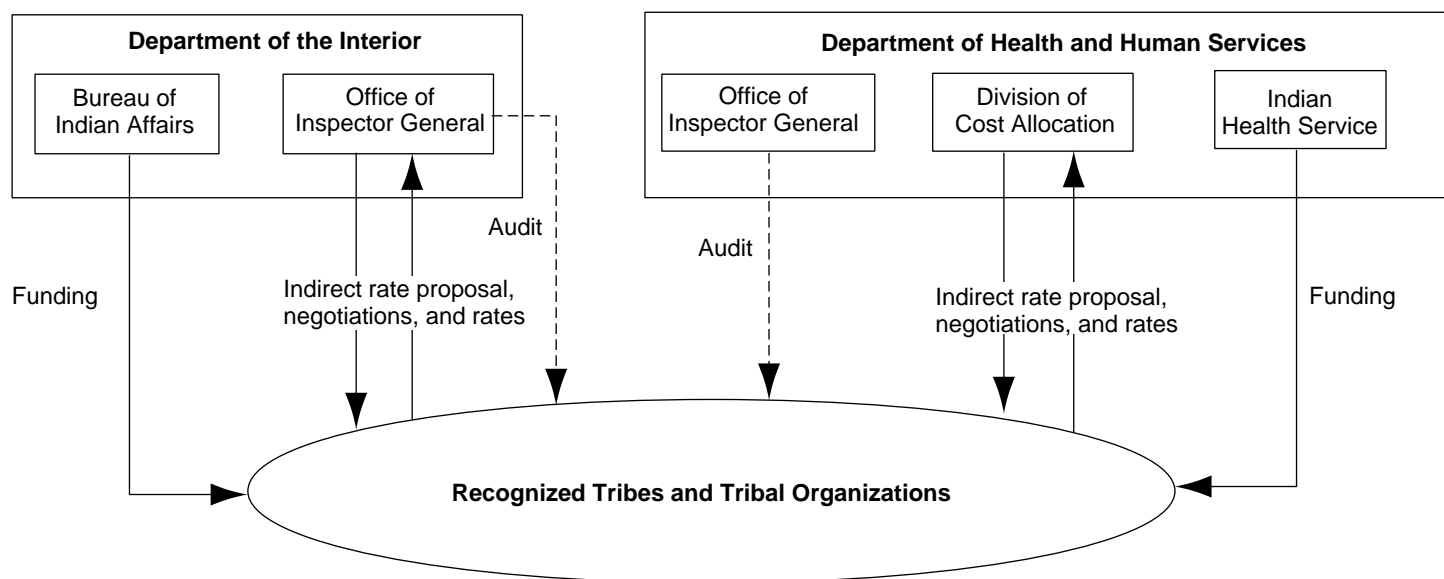 Department of the Interior
Bureau of
Indian Affairs
Office of
Inspector General
Department of Health and Human Services
Office of
Inspector General
Division of
Cost Allocation
Indian
Health Service
Funding
Indirect rate proposal,
negotiations, and rates
Audit
Audit
Indirect rate proposal,
negotiations, and rates
Funding
Recognized Tribes and Tribal Organizations